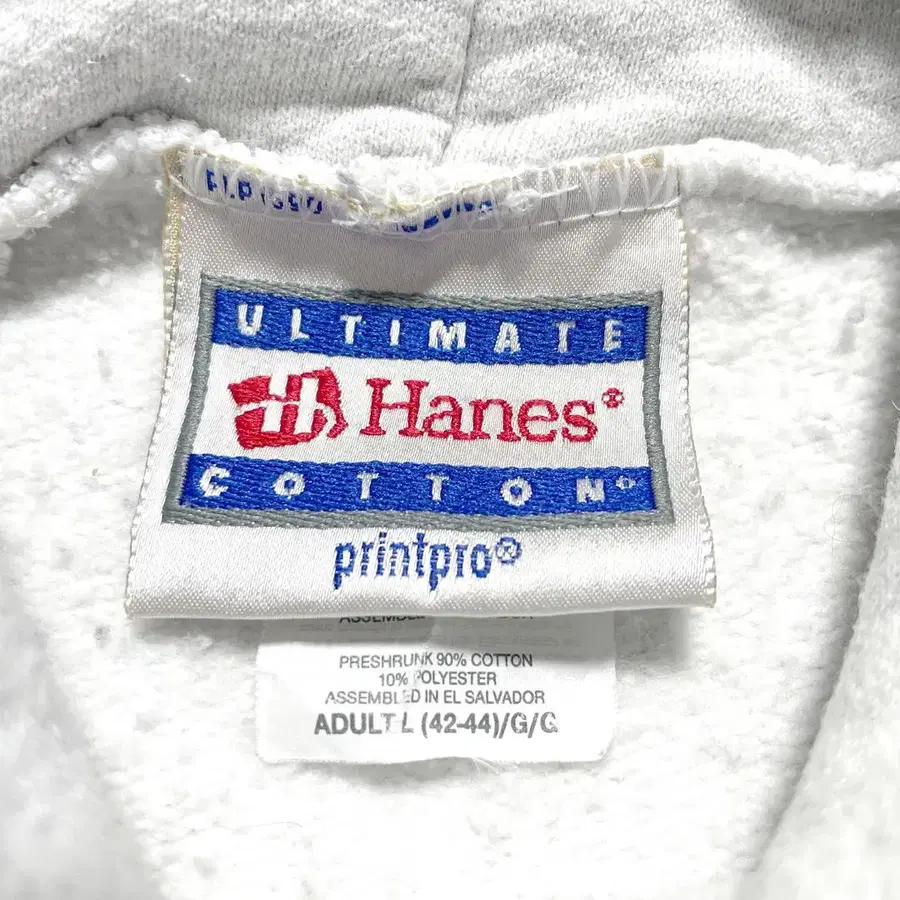 ULTIMATE
Hanes®
COTTON®
printpro®
PRESHRUNK 90% COTTON
10% POLYESTER
ASSEMBLED IN EL SALVADOR
ADULT L (42-44)/G/G